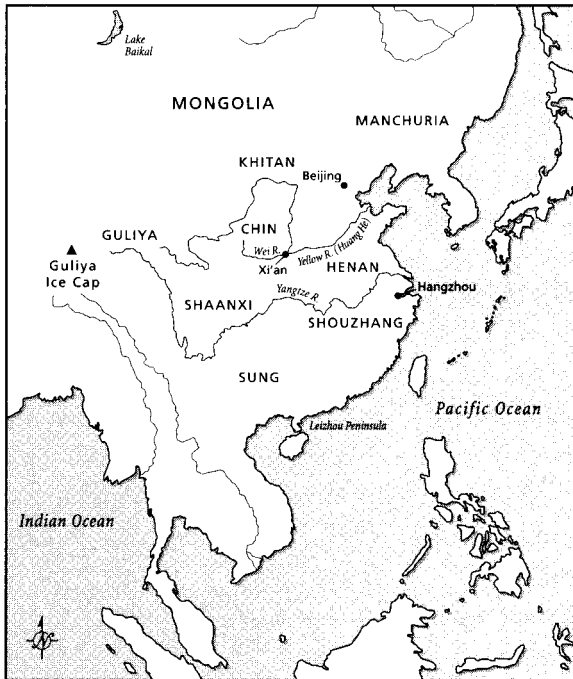 Lake
Baikal
MONGOLIA
MANCHURIA
KHITAN
Beijing
GULIYA
CHIN
Wei R.
Yellow R. (Huang He)
Guliya
Ice Cap
Xi'an
HENAN
Hangzhou
SHAANXI
Yangtze R.
SHOUZHANG
SUNG
Pacific Ocean
Leizhou Peninsula
Indian Ocean
N